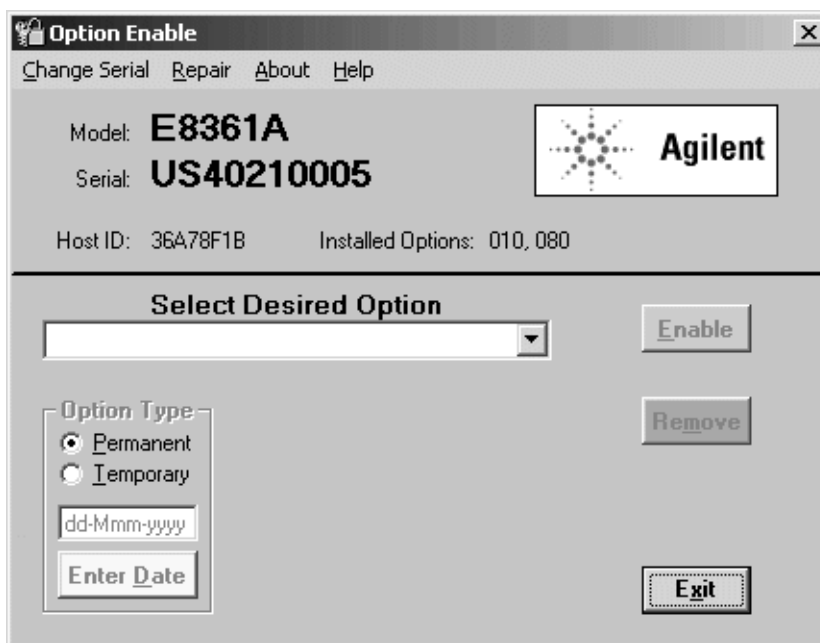 Option Enable
Change Serial Repair About Help
Model: E8361A
Serial: US40210005
Agilent
Host ID: 36A78F1B Installed Options: 010, 080
Select Desired Option
Enable
Option Type
Permanent
Temporary
dd-Mmm-yyyy
Enter Date
Remove
Exit